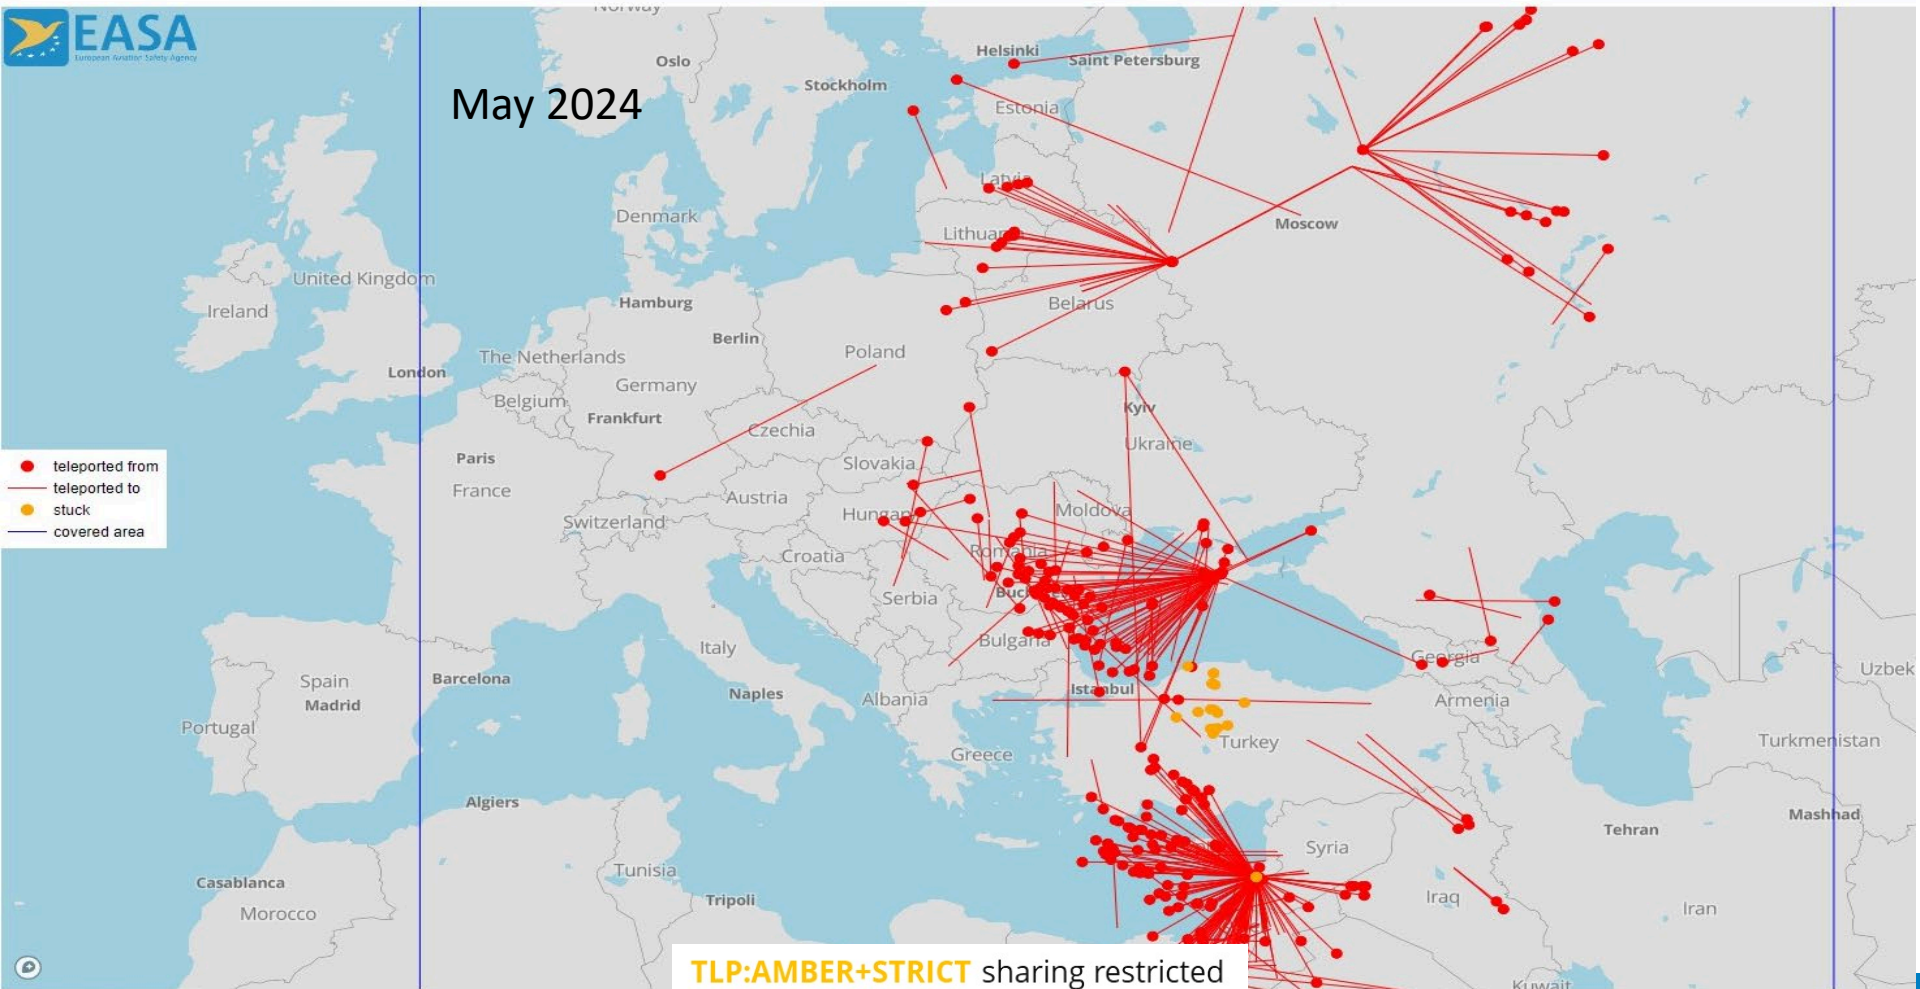 Norway
EASA
European Aviation Safety Agency
Helsinki
Oslo
Saint Petersburg
Stockholm
May 2024
Estonia
Latvia
Denmark
Moscow
Lithuan
United Kingdom
Hamburg
Belarus
Ireland
Berlin
Poland
The Netherlands
London
Germany
Belgium
Kyiv
Frankfurt
Czechia
Ukraine
Paris
Slovakia
teleported from
teleported to
France
Austria
stuck
Hungar
Moldova
Switzerland
covered area
Croatia
Romania
Serbia
Buc
Bulgaria
Italy
Georgia
Uzbek
Spain
Barcelona
Istanbul
Naples
Albania
Armenia
Madrid
Portugal
Turkey
Turkmenistan
Greece
Algiers
Mashhad
Tehran
Syria
Tunisia
Casablanca
Iraq
Tripoli
Iran
Morocco
TLP:AMBER+STRICT sharing restricted
Kuwait